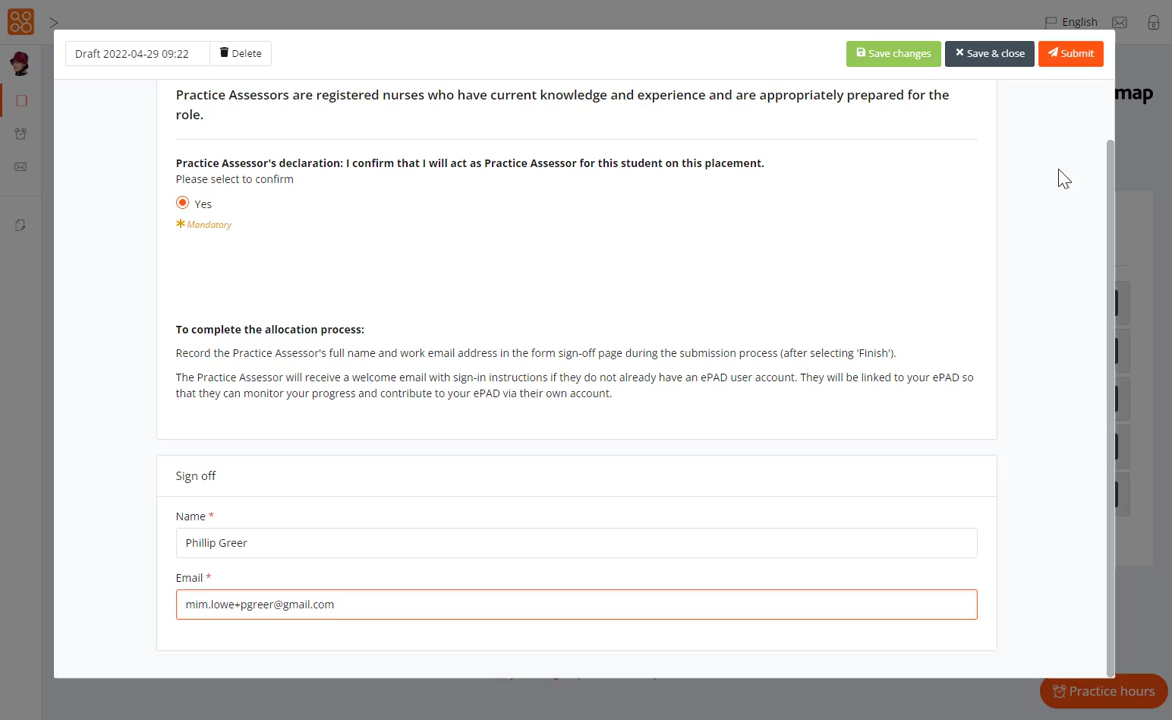 English
Draft 2022-04-29 09:22
Delete
Save changes
Save & close
Submit
map
Practice Assessors are registered nurses who have current knowledge and experience and are appropriately prepared for the
role.
Practice Assessor's declaration: I confirm that I will act as Practice Assessor for this student on this placement.
Please select to confirm
Yes
Mandatory
To complete the allocation process:
Record the Practice Assessor's full name and work email address in the form sign-off page during the submission process (after selecting 'Finish').
The Practice Assessor will receive a welcome email with sign-in instructions if they do not already have an ePAD user account. They will be linked to your ePAD so
that they can monitor your progress and contribute to your ePAD via their own account.
Sign off
Name *
Phillip Greer
Email *
mim.lowe+pgreer@gmail.com
Practice hours